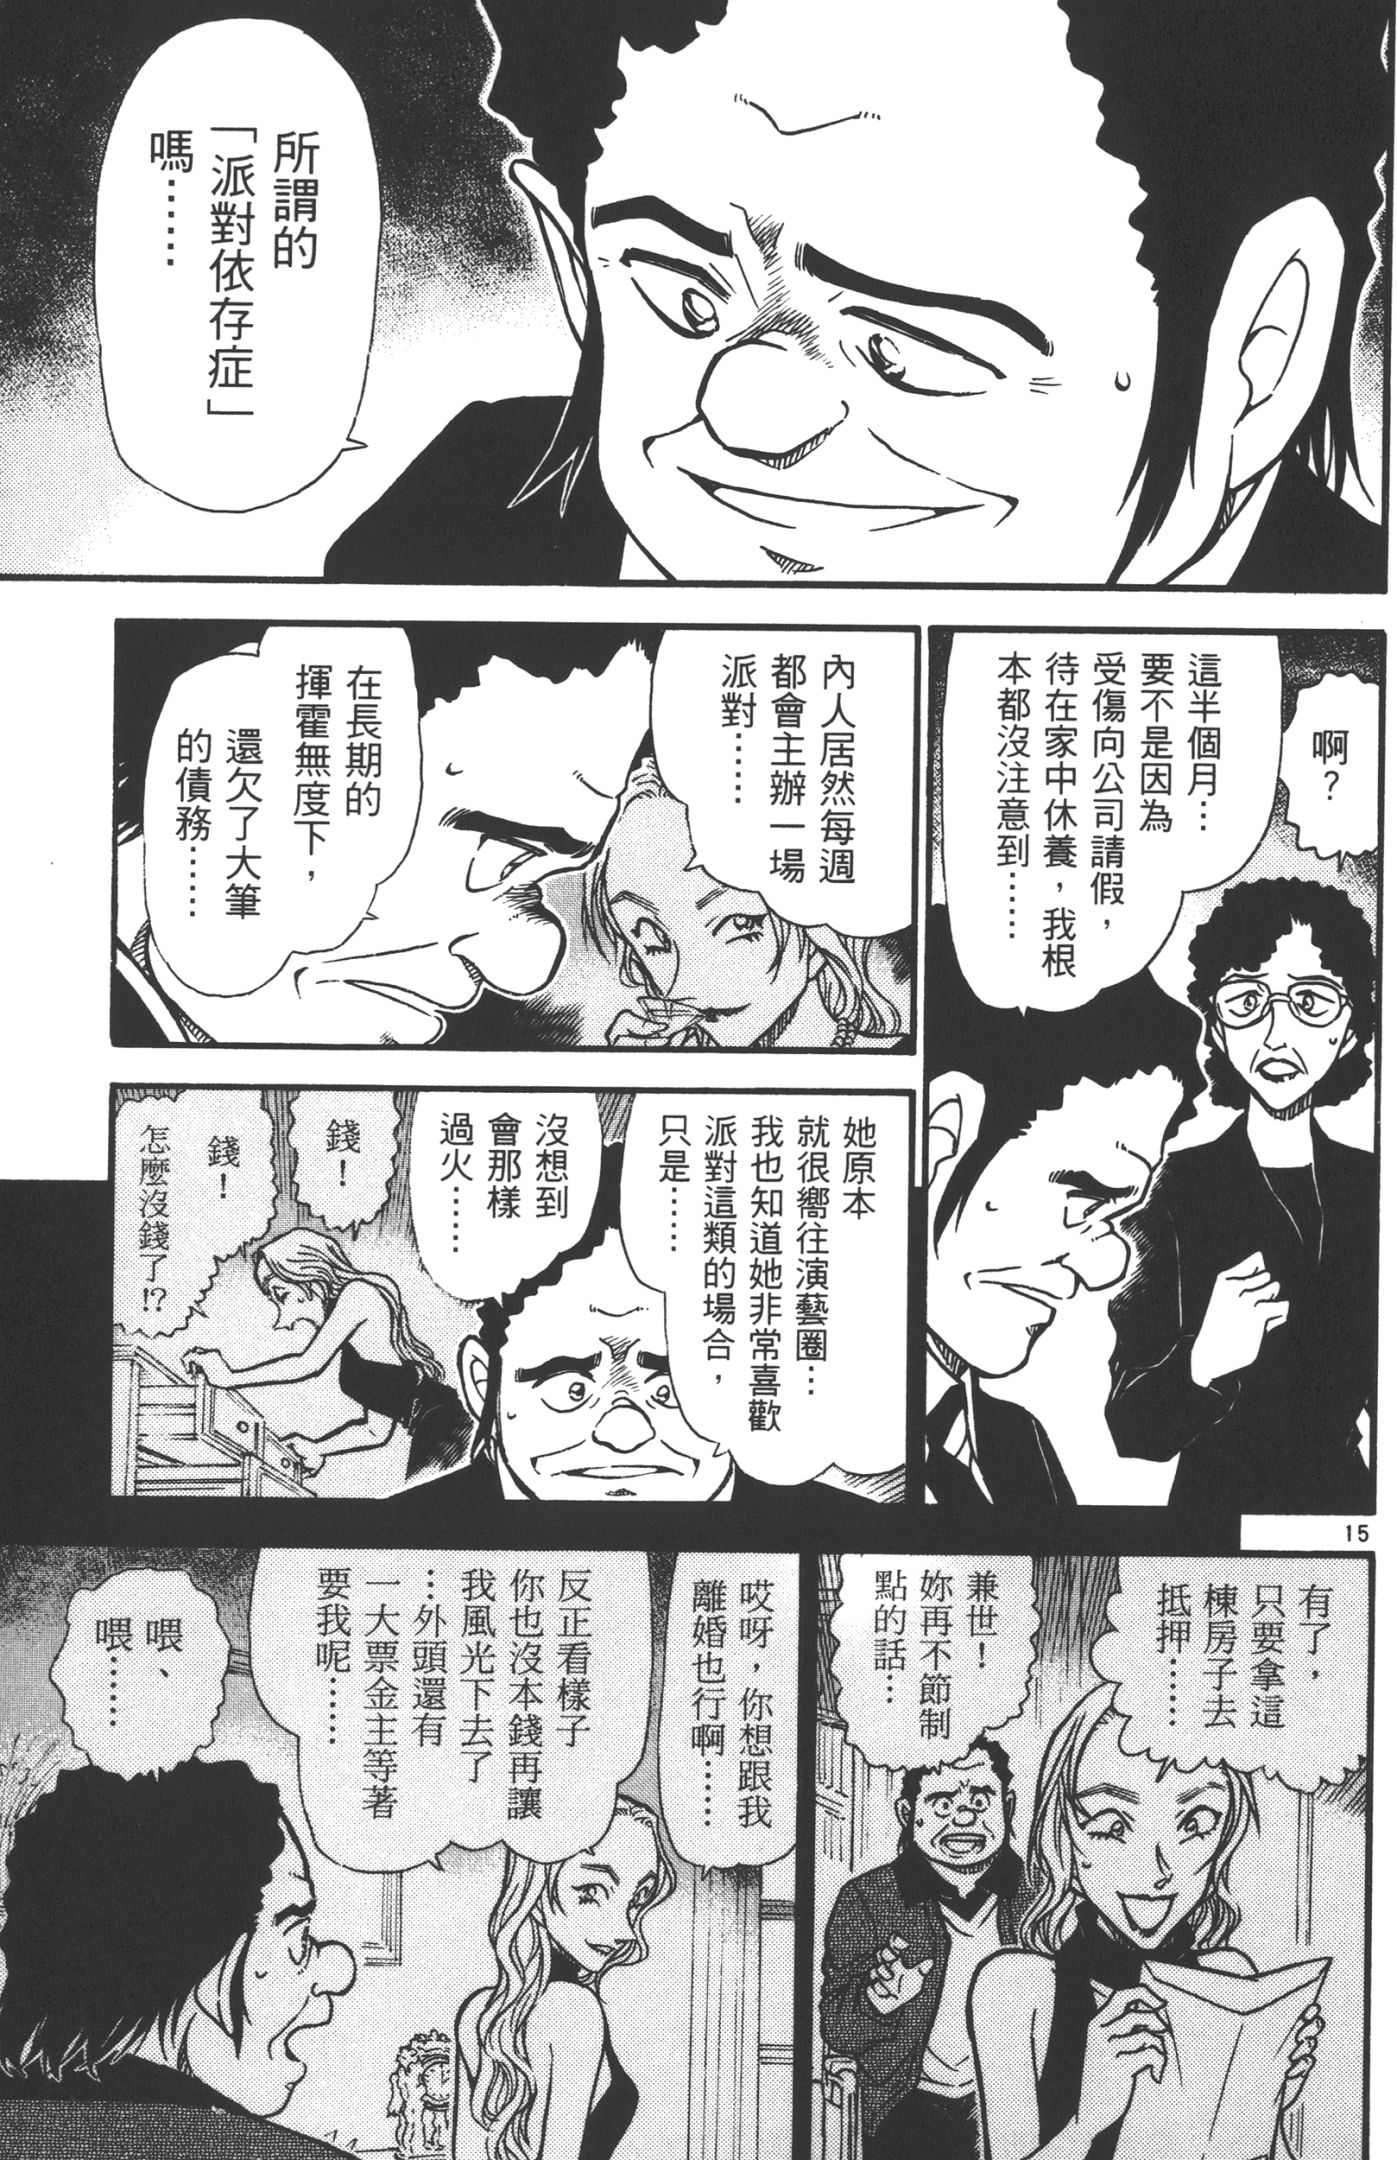 所謂的
「派對依存症」
嗎……
啊？
這半個月…
要不是因為
受傷向公司請假，
待在家中休養，我根
本都沒注意到……
內人居然每週
都會主辦一場
派對……
在長期的
揮霍無度下，
還欠了大筆
的債務……
她原本
就很嚮往演藝圈…
我也知道她非常喜歡
派對這類的場合，
只是……
沒想到
會那樣
過火……
錢！
錢！
怎麼沒錢了!?
15
有了，
只要拿這
棟房子去
抵押……
兼世！
妳再不節制
點的話…
哎呀，你想跟我
離婚也行啊……
反正看樣子
你也沒本錢再讓
我風光下去了
…外頭還有
一大票金主等著
要我呢……
喂、
喂……